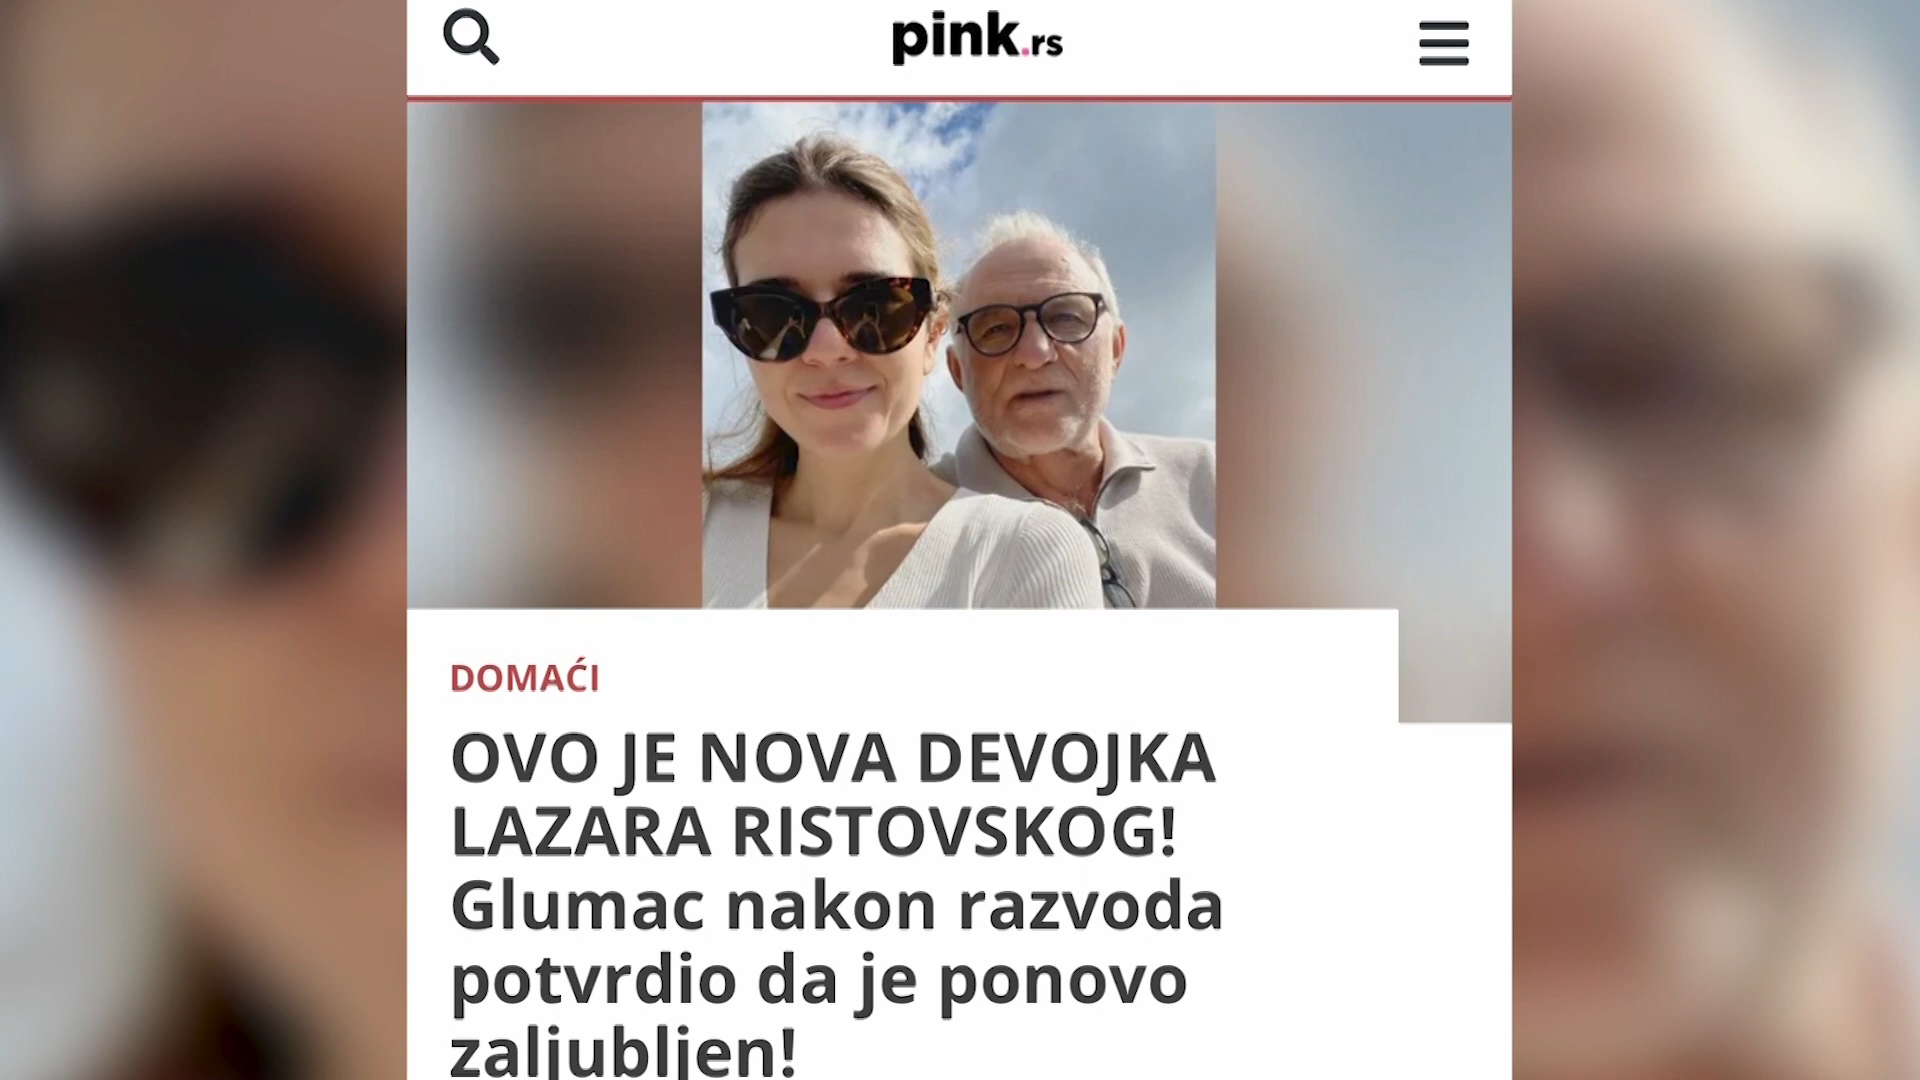 pink.rs
DOMAĆI
OVO JE NOVA DEVOJKA
LAZARA RISTOVSKOG!
Glumac nakon razvoda
potvrdio da je ponovo
zaljubljen!